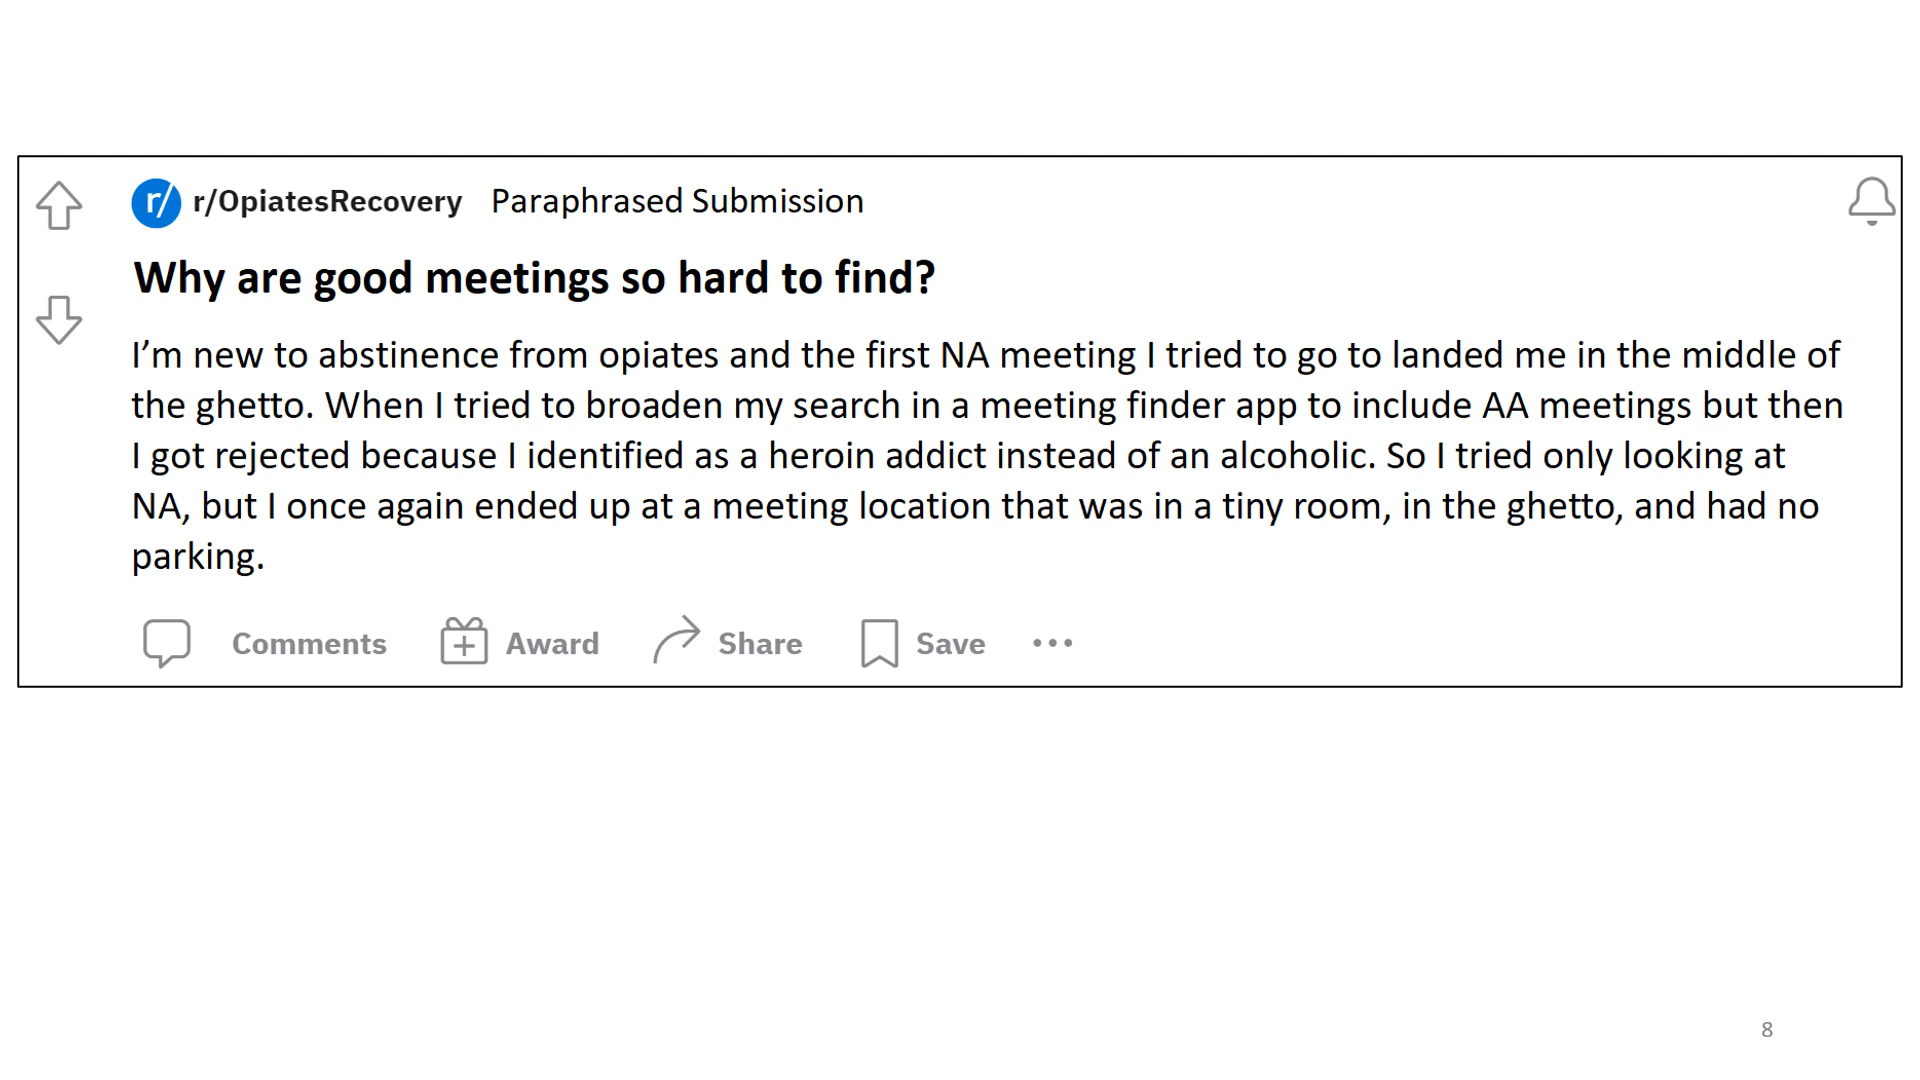 r/ r/OpiatesRecovery Paraphrased Submission
Why are good meetings so hard to find?
I’m new to abstinence from opiates and the first NA meeting I tried to go to landed me in the middle of
the ghetto. When I tried to broaden my search in a meeting finder app to include AA meetings but then
I got rejected because I identified as a heroin addict instead of an alcoholic. So I tried only looking at
NA, but I once again ended up at a meeting location that was in a tiny room, in the ghetto, and had no
parking.
Comments Award Share Save
8